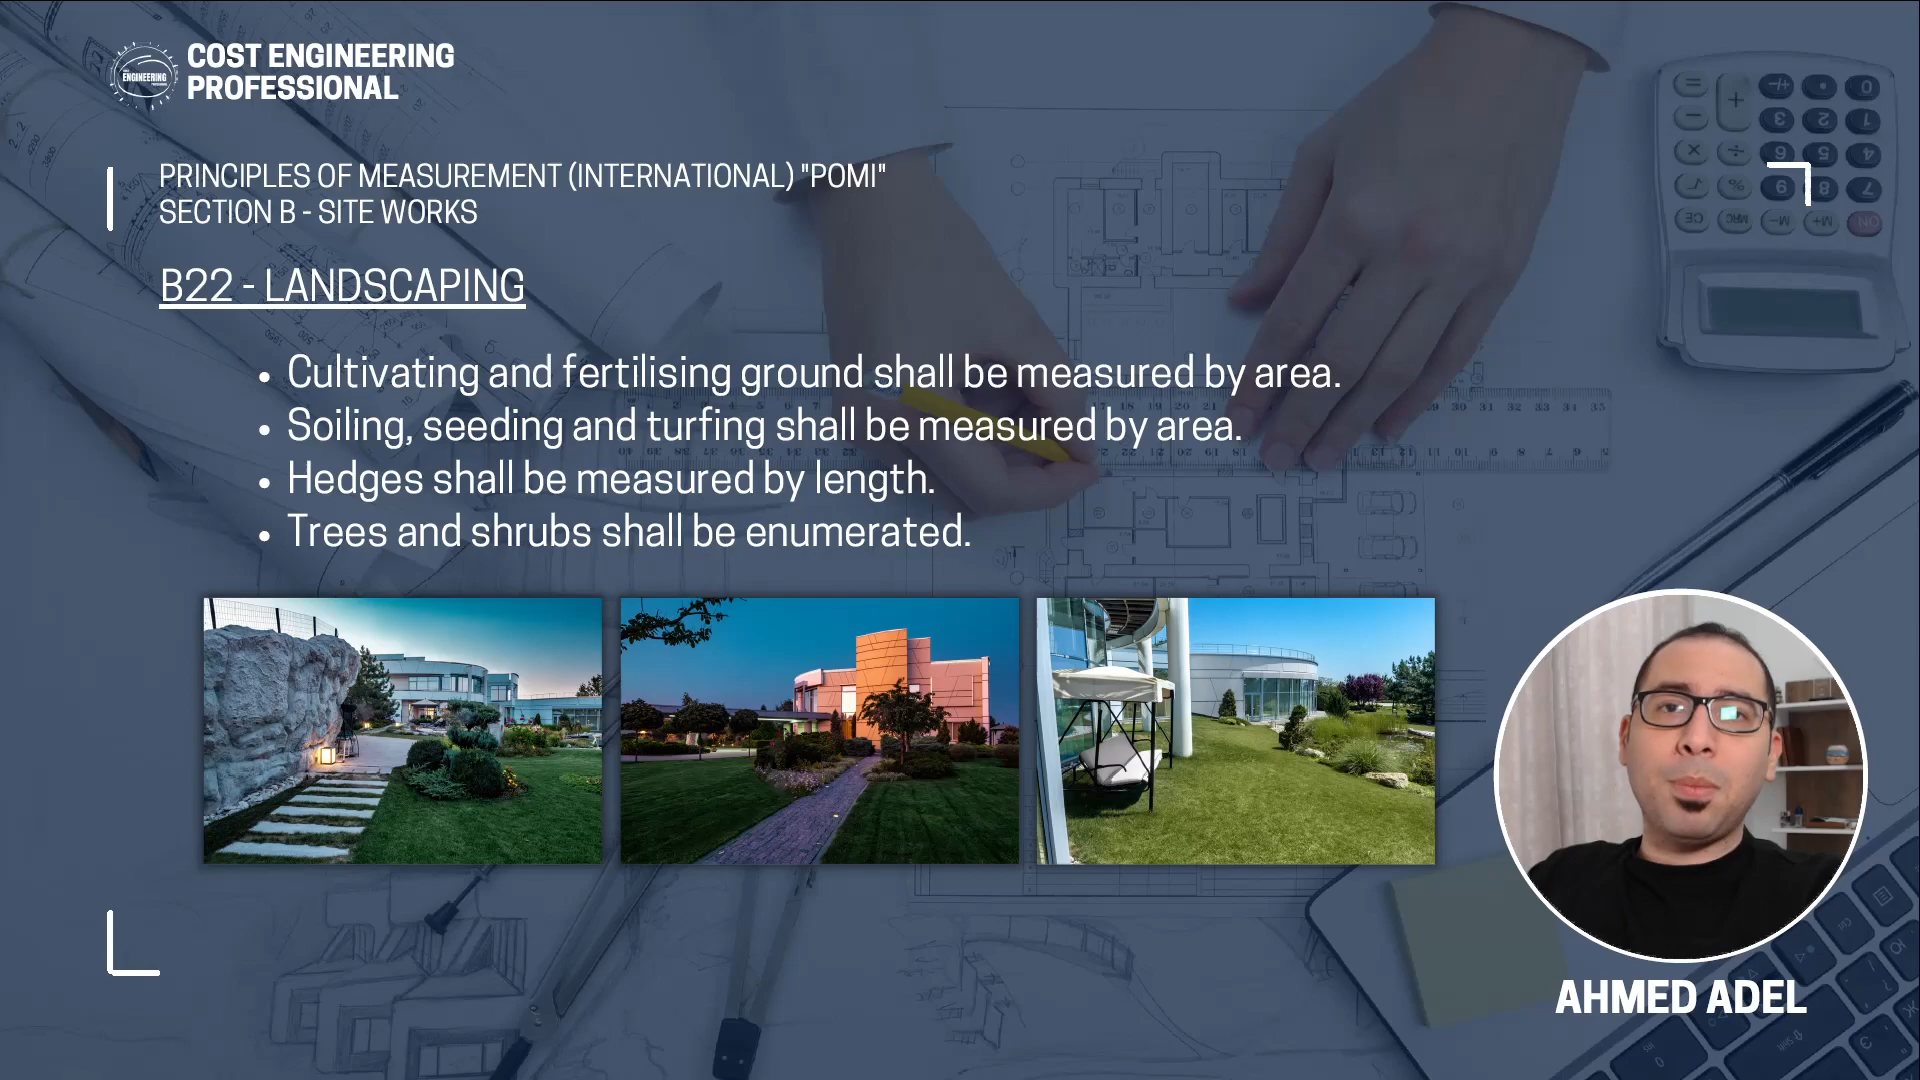 COST ENGINEERING
PROFESSIONAL
ENGINEERING
PRINCIPLES OF MEASUREMENT (INTERNATIONAL) "POMI"
SECTION B - SITE WORKS
B22 - LANDSCAPING
• Cultivating and fertilising ground shall be measured by area.
• Soiling, seeding and turfing shall be measured by area.
• Hedges shall be measured by length.
• Trees and shrubs shall be enumerated.
AHMED ADEL